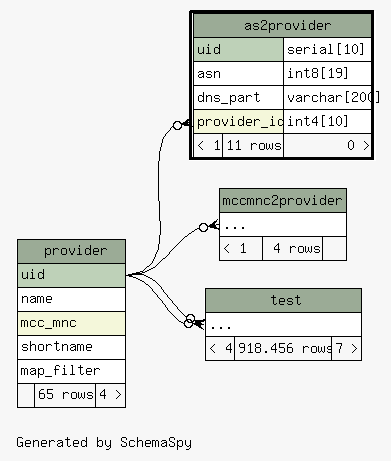 as2provider
uid serial[10]
asn int8[19]
dns_part varchar[200]
provider_id int4[10]
< 1 11 rows 0 >
mccmnc2provider
...
< 1 4 rows
provider
uid
name
mcc_mnc
shortname
map_filter
65 rows 4 >
test
...
< 4 918.456 rows 7 >
Generated by SchemaSpy